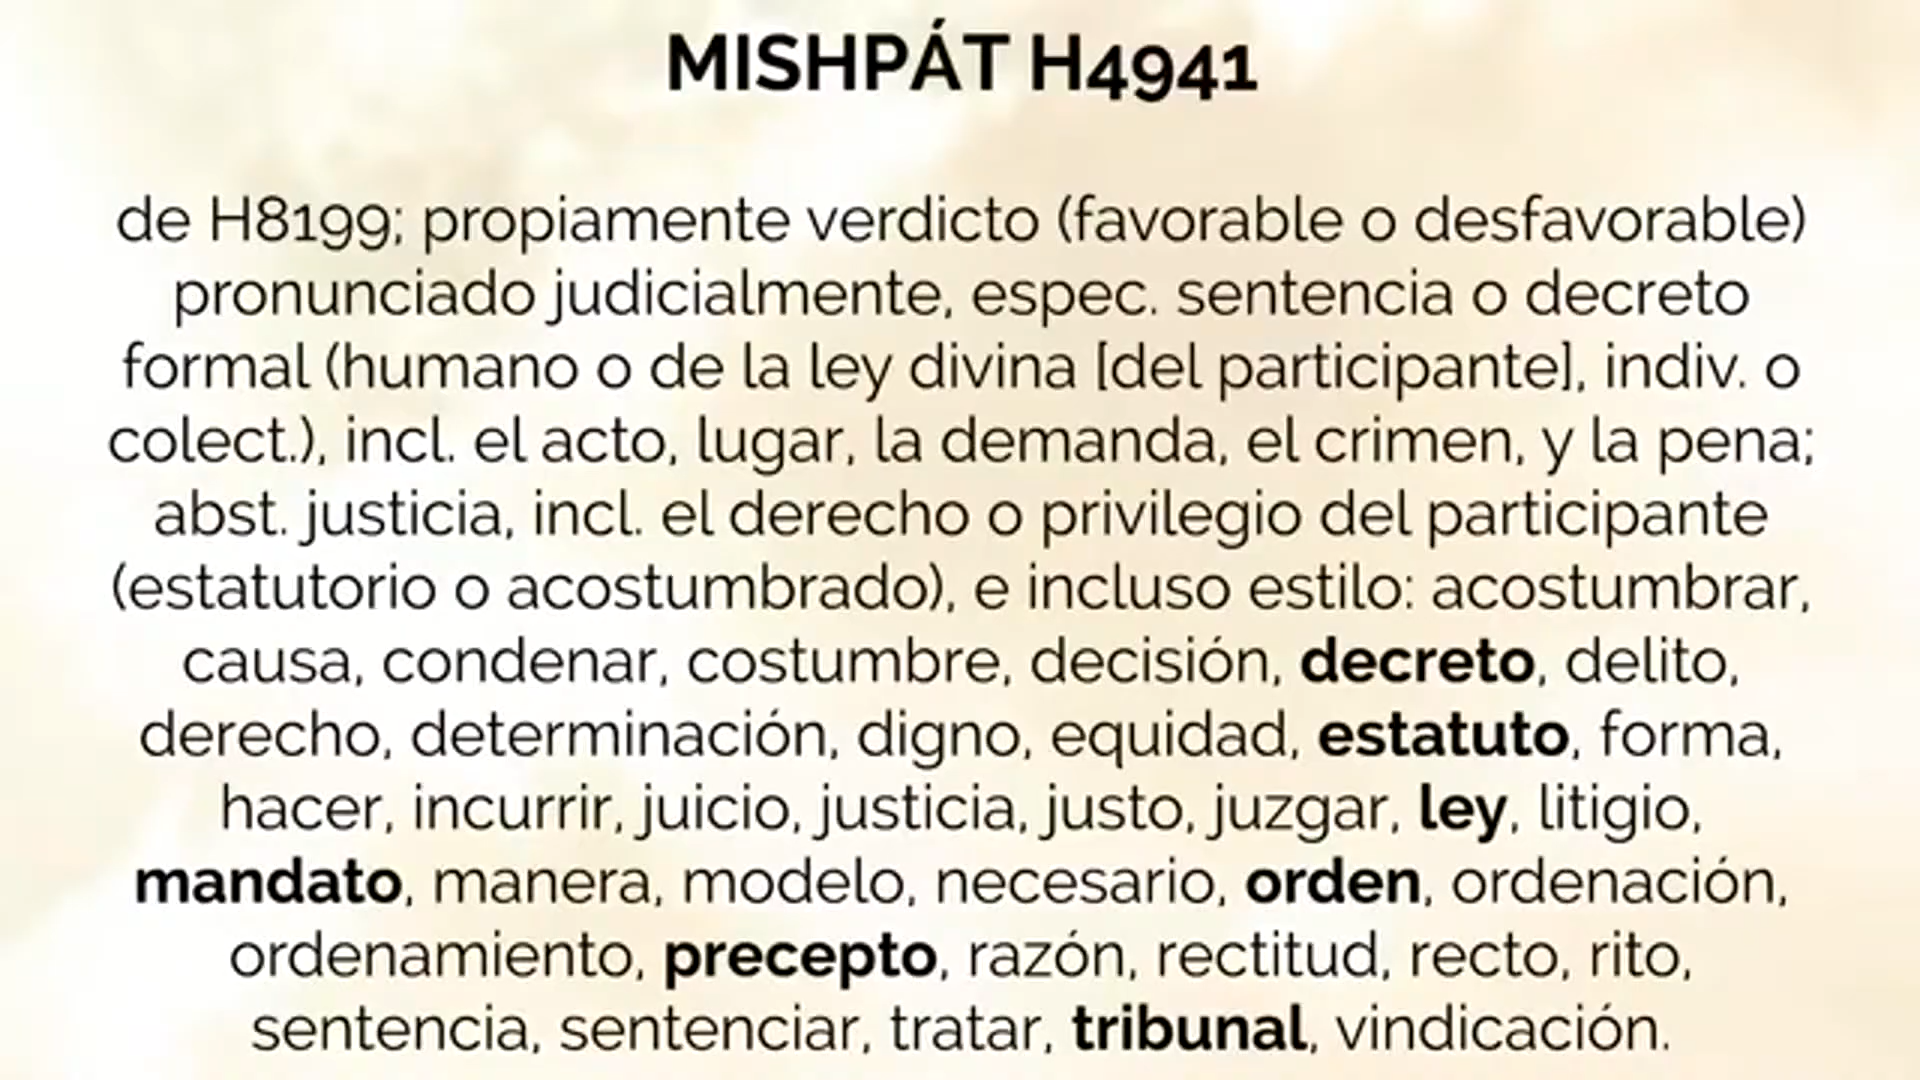 MISHPÁT H4941
de H8199; propiamente verdicto (favorable o desfavorable)
pronunciado judicialmente, espec. sentencia o decreto
formal (humano o de la ley divina [del participante], indiv. o
colect.), incl. el acto, lugar, la demanda, el crimen, y la pena;
abst. justicia, incl. el derecho o privilegio del participante
(estatutorio o acostumbrado), e incluso estilo: acostumbrar,
causa, condenar, costumbre, decisión, decreto, delito,
derecho, determinación, digno, equidad, estatuto, forma,
hacer, incurrir, juicio, justicia, justo, juzgar, ley, litigio,
mandato, manera, modelo, necesario, orden, ordenación,
ordenamiento, precepto, razón, rectitud, recto, rito,
sentencia, sentenciar, tratar, tribunal, vindicación.